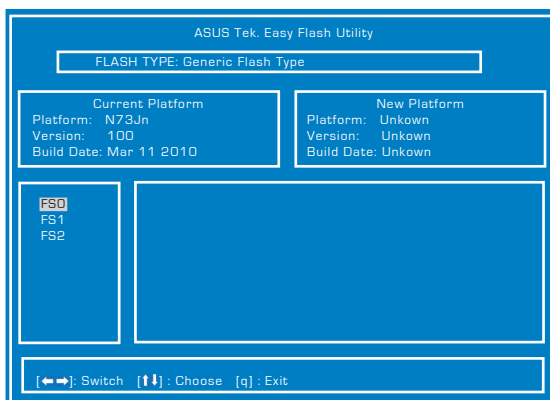 ASUS Tek. Easy Flash Utility
FLASH TYPE: Generic Flash Type
Current Platform
Platform: N73Jn
Version: 100
Build Date: Mar 11 2010
New Platform
Platform: Unkown
Version: Unkown
Build Date: Unkown
FS0
FS1
FS2
[←→]: Switch [↑↓] : Choose [q] : Exit